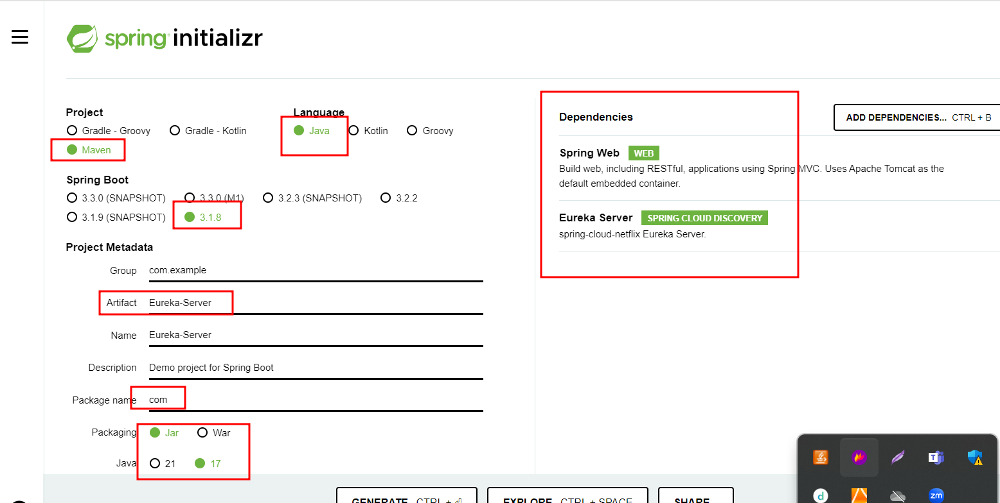 spring initializr
Project
Gradle - Groovy Gradle - Kotlin
Maven
Language
Java Kotlin Groovy
Spring Boot
3.3.0 (SNAPSHOT) 3.3.0 (M1) 3.2.3 (SNAPSHOT) 3.2.2
3.1.9 (SNAPSHOT) 3.1.8
Project Metadata
Group com.example
Artifact Eureka-Server
Name Eureka-Server
Description Demo project for Spring Boot
Package name com
Packaging Jar War
Java 21 17
Dependencies
ADD DEPENDENCIES... CTRL + B
Spring Web WEB
Build web, including RESTful, applications using Spring MVC. Uses Apache Tomcat as the
default embedded container.
Eureka Server SPRING CLOUD DISCOVERY
spring-cloud-netflix Eureka Server.
GENERATE CTRL + ⏎
EXPLORE CTRL + SPACE
SHARE...
T
d
zm